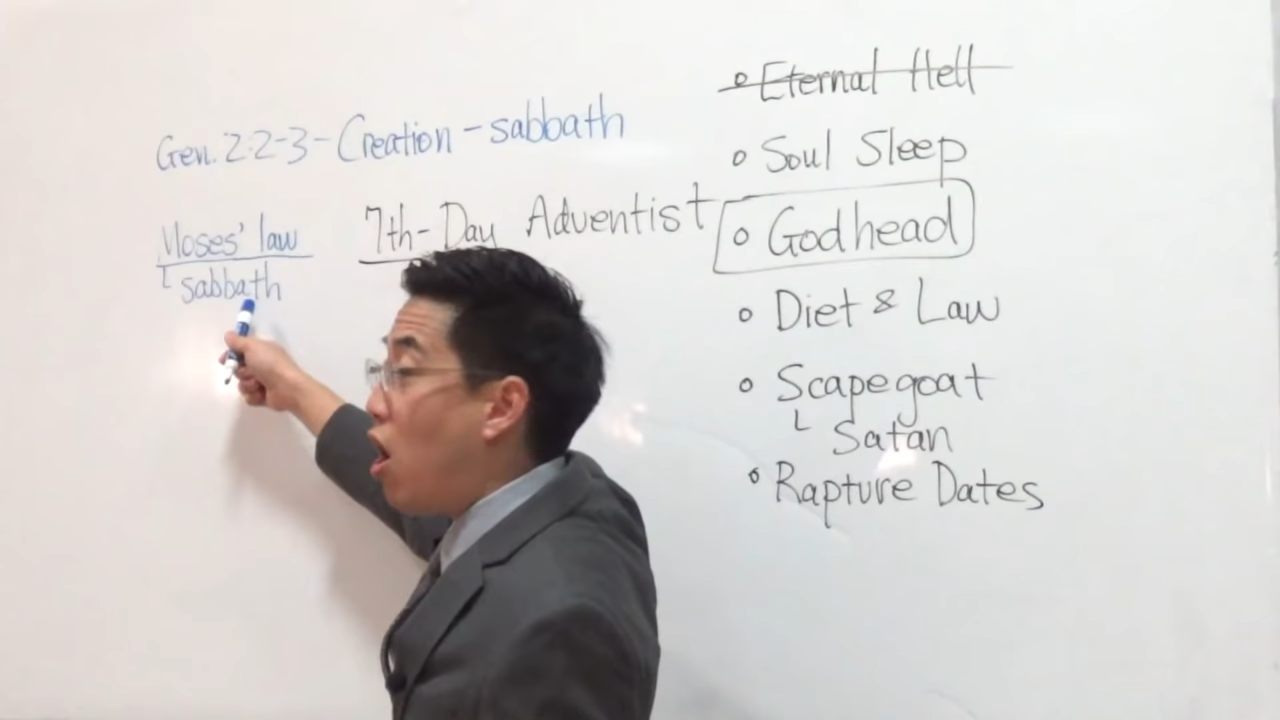 Gen. 2:2-3 - Creation - sabbath
Moses' law
sabbath
7th-Day Adventist
Eternal Hell
Soul Sleep
Godhead
Diet & Law
Scapegoat
Satan
Rapture Dates